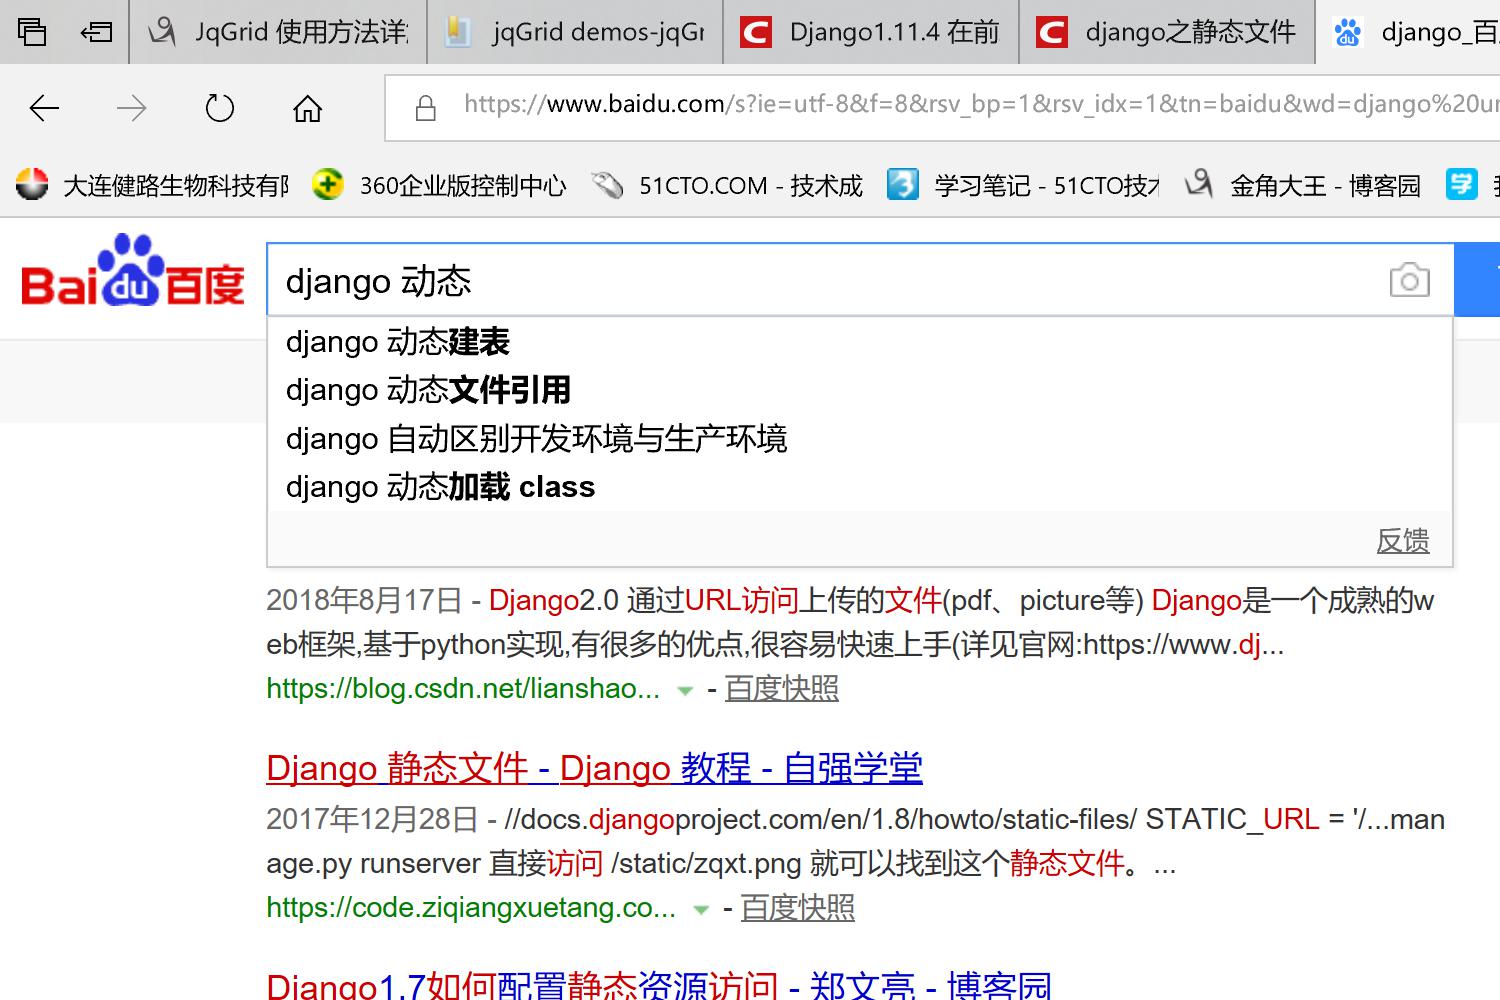 JqGrid 使用方法详
jqGrid demos-jqGr
Django1.11.4 在前
django之静态文件
django_百
https://www.baidu.com/s?ie=utf-8&f=8&rsv_bp=1&rsv_idx=1&tn=baidu&wd=django%20ur
大连健路生物科技有
360企业版控制中心
51CTO.COM - 技术成
学习笔记 - 51CTO技
金角大王 - 博客园
学
Bai du 百度
django 动态
django 动态建表
django 动态文件引用
django 自动区别开发环境与生产环境
django 动态加载 class
反馈
2018年8月17日 - Django2.0 通过URL访问上传的文件(pdf、picture等) Django是一个成熟的w
eb框架,基于python实现,有很多的优点,很容易快速上手(详见官网:https://www.dj...
https://blog.csdn.net/lianshao... - 百度快照
Django 静态文件 - Django 教程 - 自强学堂
2017年12月28日 - //docs.djangoproject.com/en/1.8/howto/static-files/ STATIC_URL = '/...man
age.py runserver 直接访问 /static/zqxt.png 就可以找到这个静态文件。...
https://code.ziqiangxuetang.co... - 百度快照
Django1.7如何配置静态资源访问 - 郑文亮 - 博客园